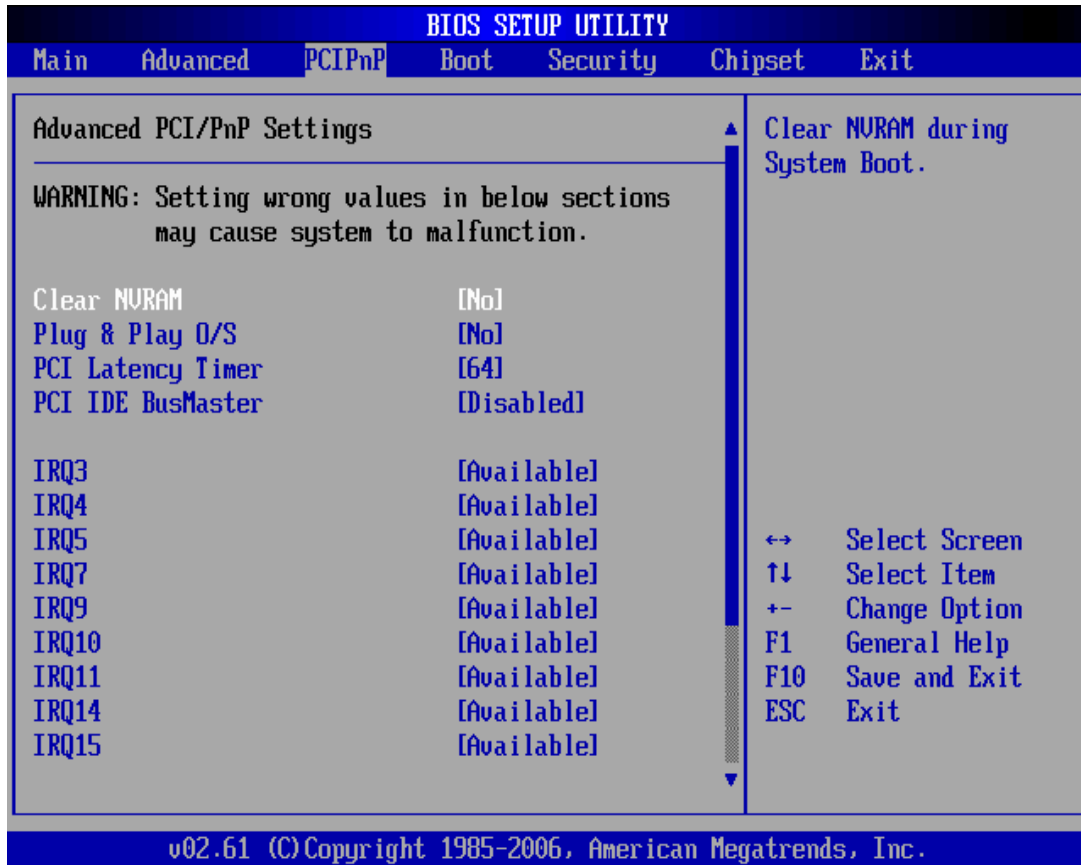 BIOS SETUP UTILITY
Main Advanced PCIPnP Boot Security Chipset Exit
Advanced PCI/PnP Settings
WARNING: Setting wrong values in below sections
may cause system to malfunction.
Clear NVRAM [No]
Plug & Play O/S [No]
PCI Latency Timer [64]
PCI IDE BusMaster [Disabled]
IRQ3 [Available]
IRQ4 [Available]
IRQ5 [Available]
IRQ7 [Available]
IRQ9 [Available]
IRQ10 [Available]
IRQ11 [Available]
IRQ14 [Available]
IRQ15 [Available]
Clear NVRAM during
System Boot.
←→ Select Screen
↑↓ Select Item
+- Change Option
F1 General Help
F10 Save and Exit
ESC Exit
v02.61 (C)Copyright 1985-2006, American Megatrends, Inc.